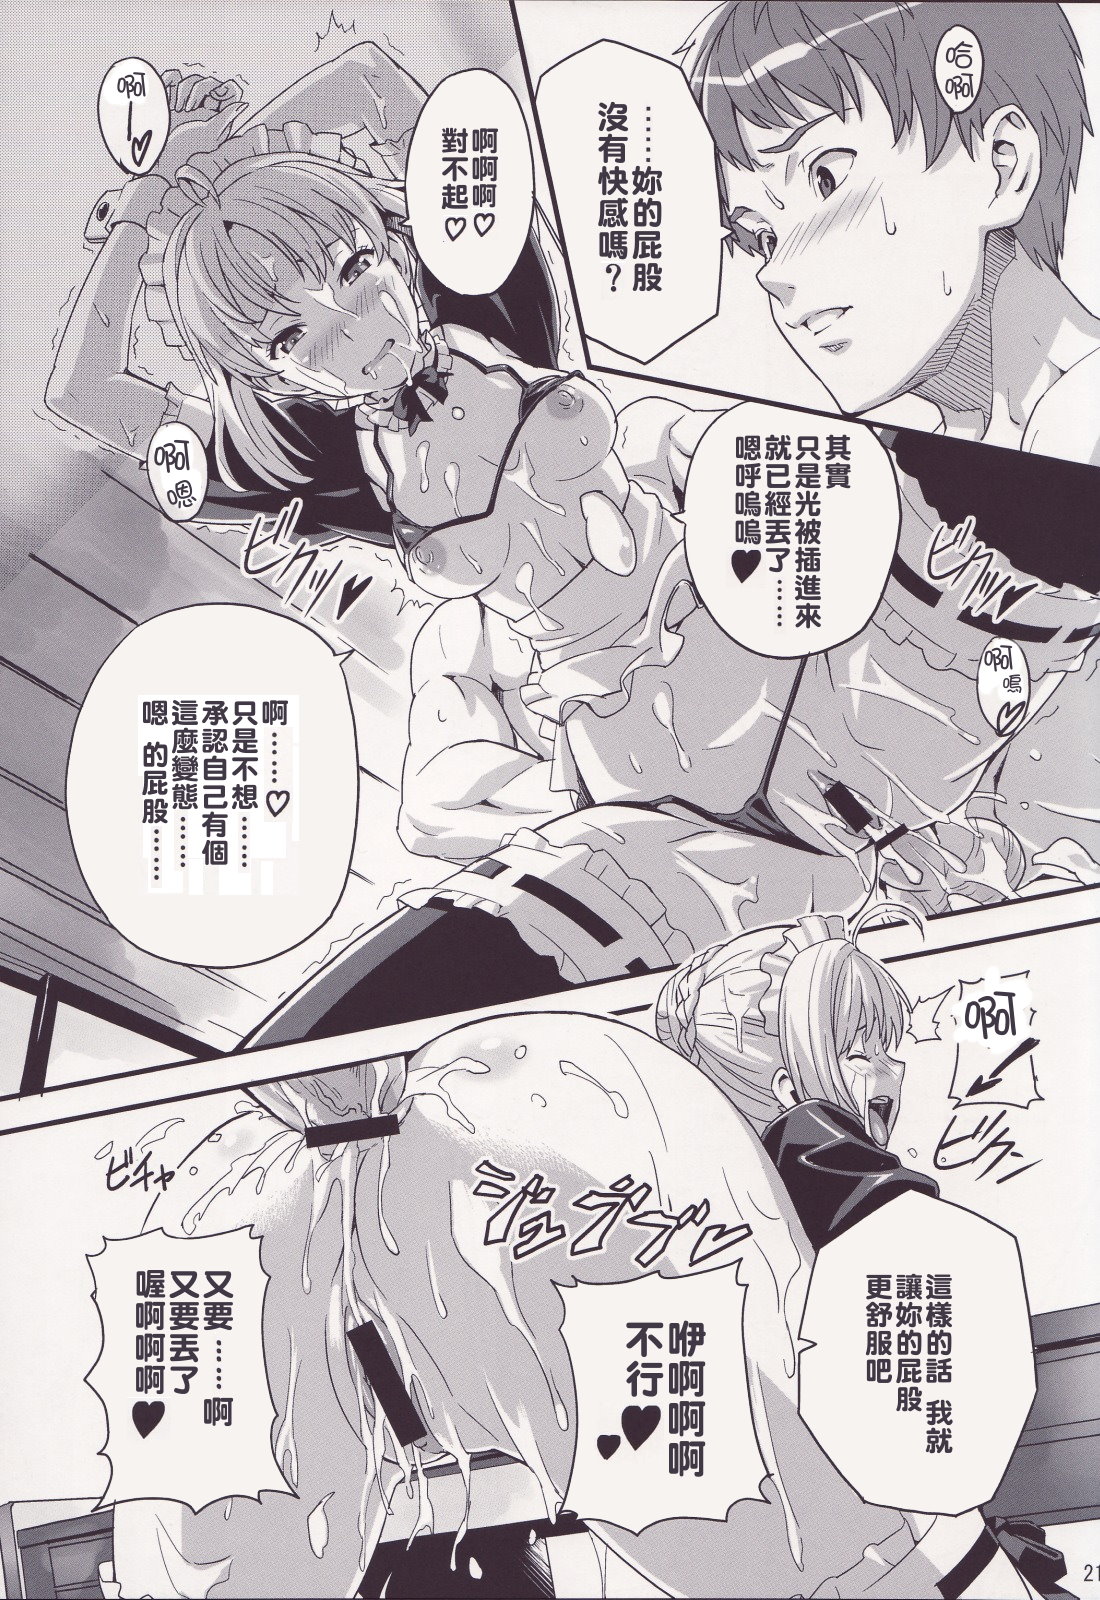 哈啊
……妳的屁股
沒有快感嗎？
啊啊啊♡
對不起♡
啊ー♡
啊嗯
ビクッッ♥
其實
只是光被插進來
就已經丟了……
嗯呼嗚嗚♥
ビクッ
啊嗚♡
啊……♡
只是不想……
承認自己有個
這麼變態……
嗯 的屁股……
啊
ビクン
ビチャ
ジュプププ
這樣的話 我就
讓妳的屁股
更舒服吧
咿啊啊啊
不行♥♥
又要……啊
又要丟了
喔啊啊啊♥
21